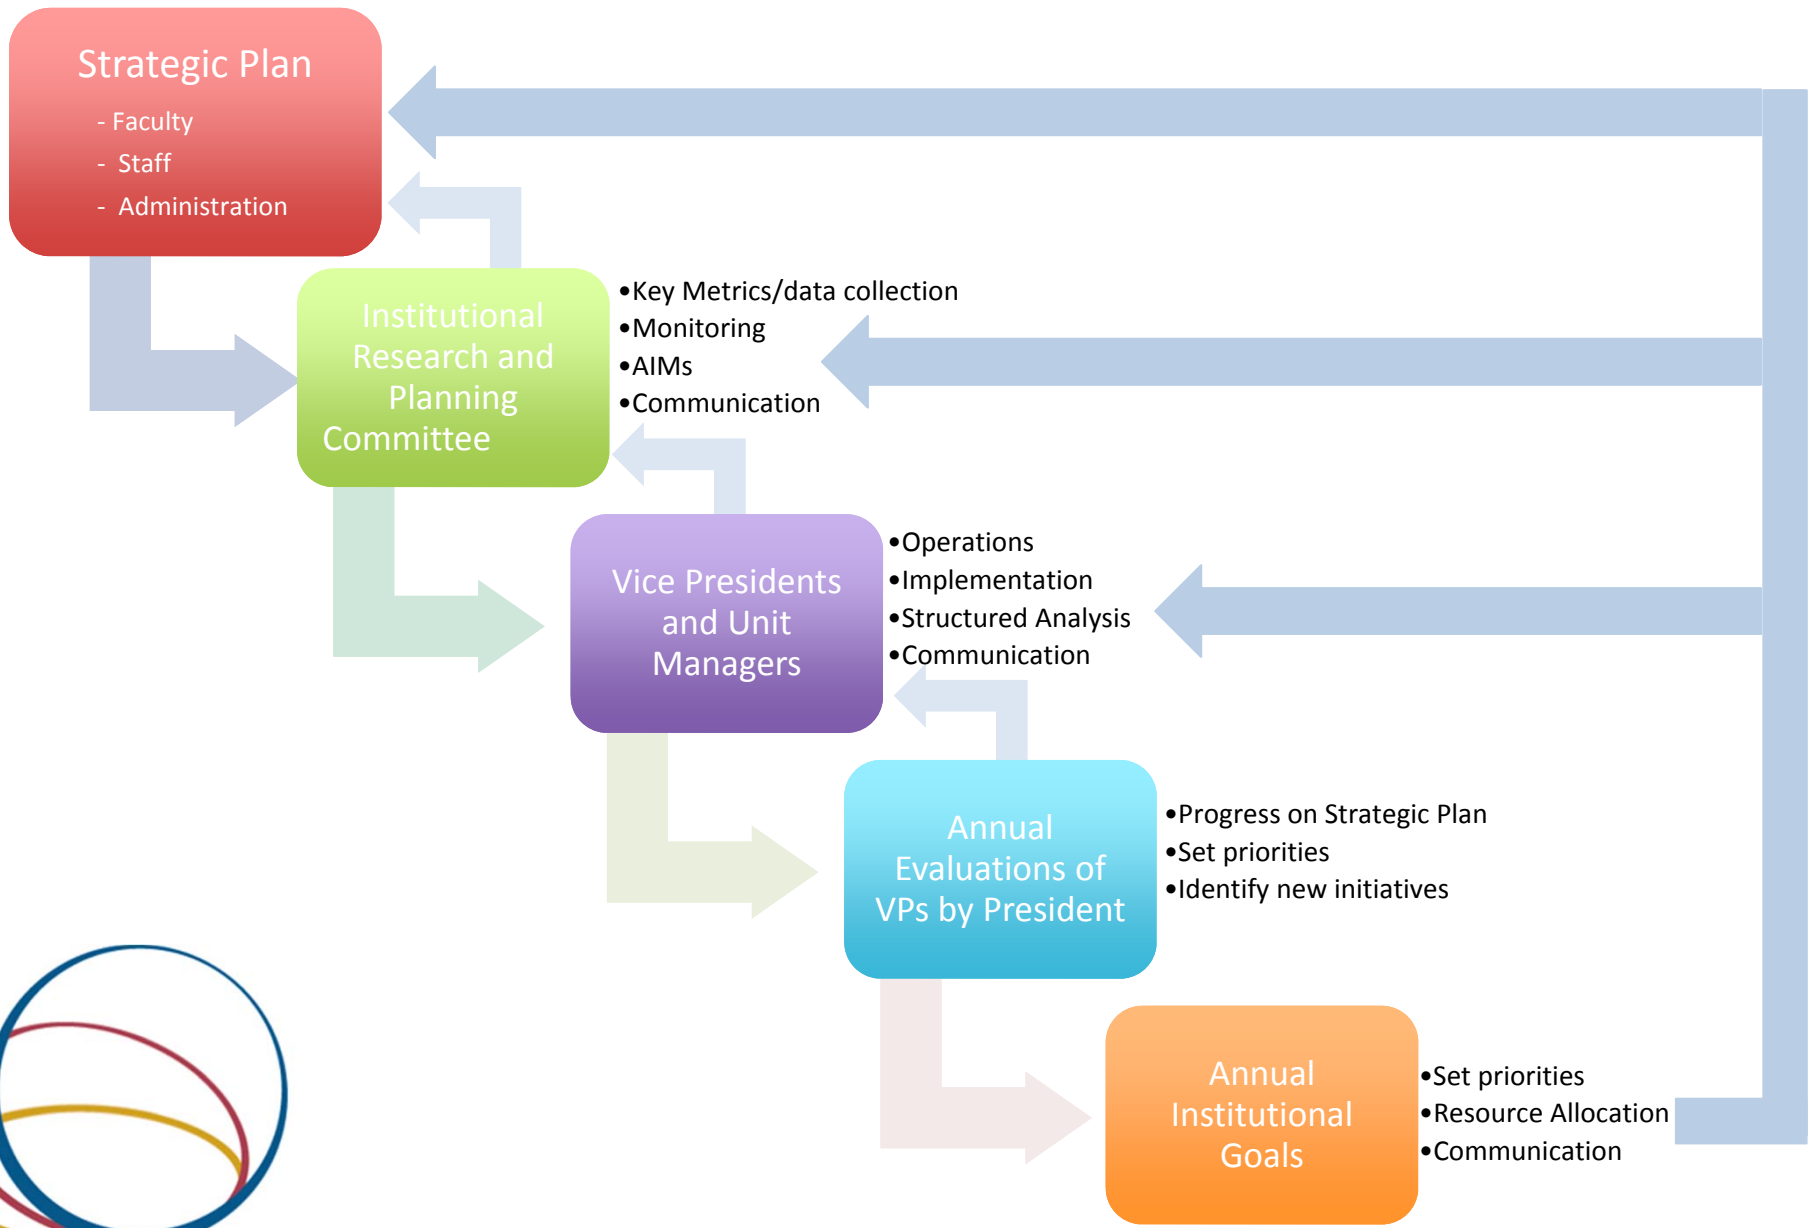 Strategic Plan
- Faculty
- Staff
- Administration
Institutional
Research and
Planning
Committee
•Key Metrics/data collection
•Monitoring
•AIMs
•Communication
Vice Presidents
and Unit
Managers
•Operations
•Implementation
•Structured Analysis
•Communication
Annual
Evaluations of
VPs by President
•Progress on Strategic Plan
•Set priorities
•Identify new initiatives
Annual
Institutional
Goals
•Set priorities
•Resource Allocation
•Communication